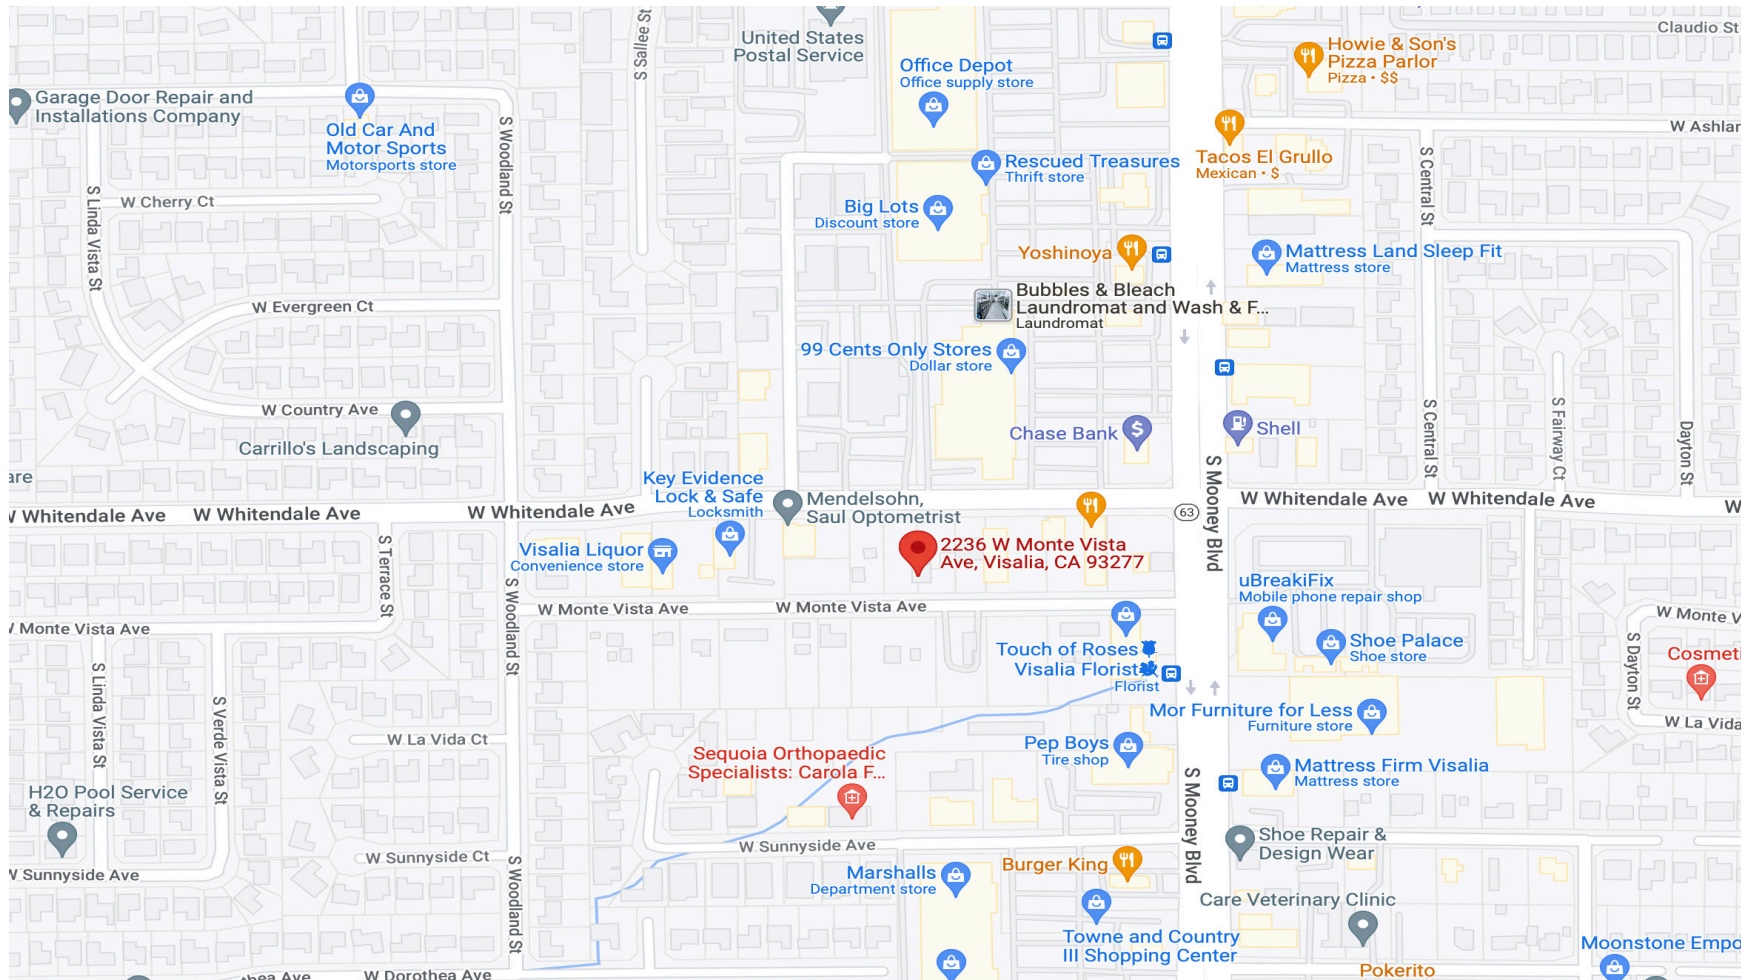 Claudio St
United States
Postal Service
Howie & Son's
Pizza Parlor
Pizza • $$
Office Depot
Office supply store
S Sallee St
Garage Door Repair and
Installations Company
Old Car And
Motor Sports
Motorsports store
S Woodland St
W Ashlan
Tacos El Grullo
Mexican • $
Rescued Treasures
Thrift store
S Central St
S Linda Vista St
W Cherry Ct
Big Lots
Discount store
Yoshinoya
Mattress Land Sleep Fit
Mattress store
Bubbles & Bleach
Laundromat and Wash & F...
Laundromat
W Evergreen Ct
99 Cents Only Stores
Dollar store
W Country Ave
Carrillo's Landscaping
Chase Bank
Shell
S Central St
S Fairway Ct
Dayton St
are
Key Evidence
Lock & Safe
Locksmith
Mendelsohn,
Saul Optometrist
S Mooney Blvd
W Whitendale Ave
W Whitendale Ave
W Whitendale Ave
W Whitendale Ave
W Whitendale Ave
W
63
Visalia Liquor
Convenience store
2236 W Monte Vista
Ave, Visalia, CA 93277
S Terrace St
S Woodland St
uBreakiFix
Mobile phone repair shop
W Monte Vista Ave
W Monte Vista Ave
W Monte Vista Ave
W Monte V
Shoe Palace
Shoe store
S Dayton St
Cosmeti
Touch of Roses
Visalia Florist
Florist
S Linda Vista St
S Verde Vista St
W La Vida Ct
W La Vida
Mor Furniture for Less
Furniture store
Pep Boys
Tire shop
Sequoia Orthopaedic
Specialists: Carola F...
Mattress Firm Visalia
Mattress store
H2O Pool Service
& Repairs
S Mooney Blvd
Shoe Repair &
Design Wear
W Sunnyside Ave
W Sunnyside Ct
W Sunnyside Ave
S Woodland St
Burger King
Marshalls
Department store
Care Veterinary Clinic
Towne and Country
III Shopping Center
Moonstone Empo
Pokerito
thea Ave
W Dorothea Ave